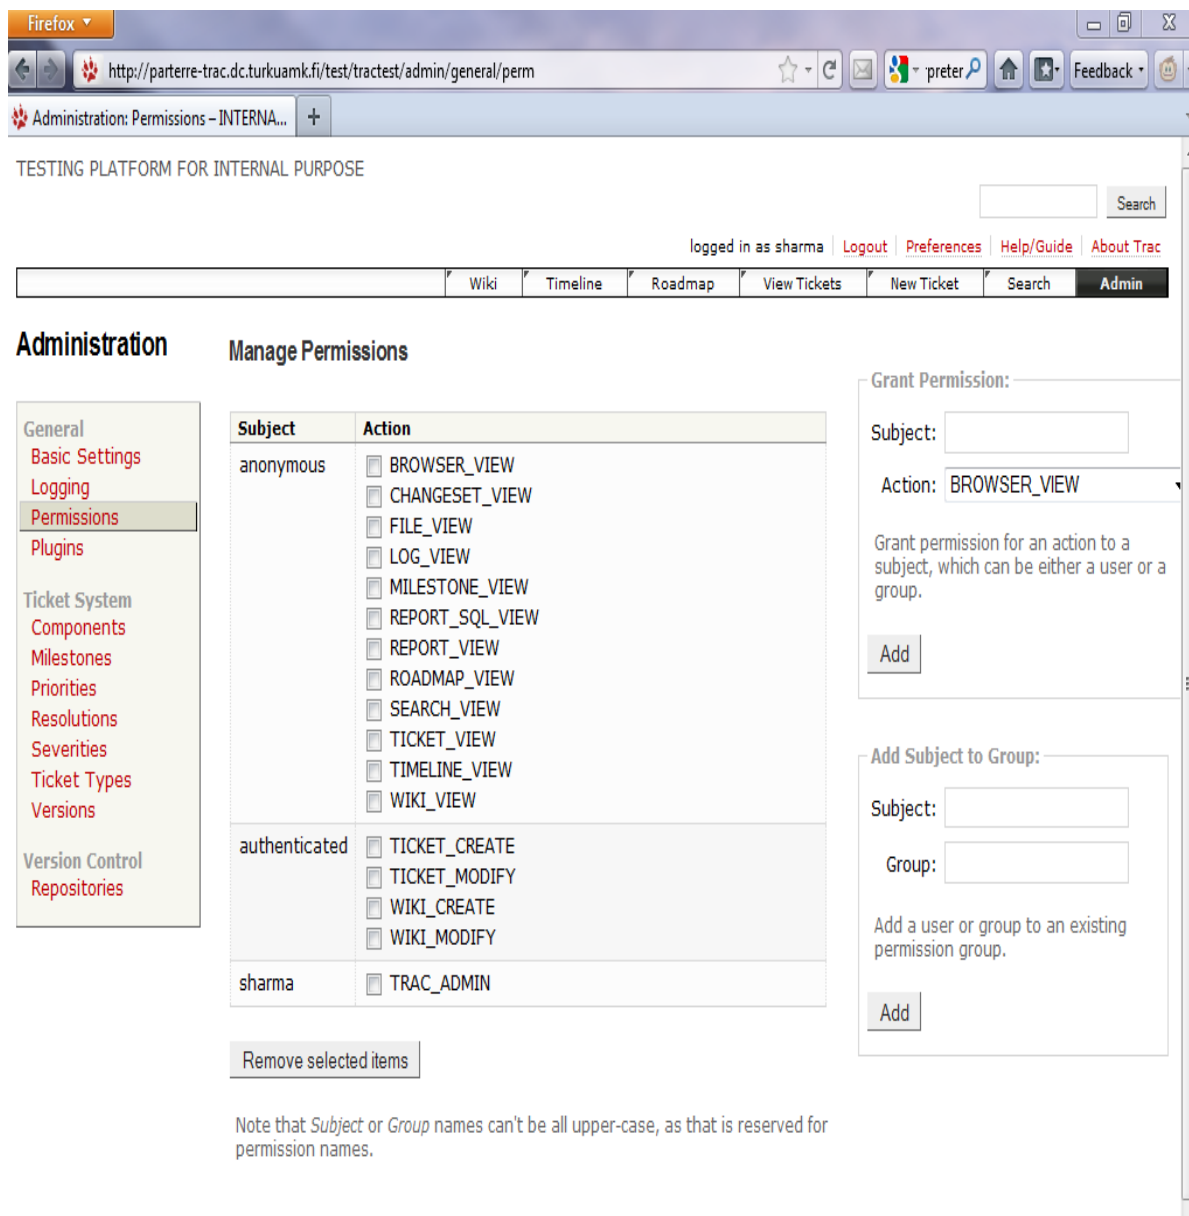 Firefox
http://parterre-trac.dc.turkuamk.fi/test/tractest/admin/general/perm
preter
Feedback
Administration: Permissions – INTERNA...
TESTING PLATFORM FOR INTERNAL PURPOSE
Search
logged in as sharma Logout Preferences Help/Guide About Trac
Wiki Timeline Roadmap View Tickets New Ticket Search Admin
Administration
General
Basic Settings
Logging
Permissions
Plugins
Ticket System
Components
Milestones
Priorities
Resolutions
Severities
Ticket Types
Versions
Version Control
Repositories
Manage Permissions
Subject Action
anonymous BROWSER_VIEW
CHANGESET_VIEW
FILE_VIEW
LOG_VIEW
MILESTONE_VIEW
REPORT_SQL_VIEW
REPORT_VIEW
ROADMAP_VIEW
SEARCH_VIEW
TICKET_VIEW
TIMELINE_VIEW
WIKI_VIEW
authenticated TICKET_CREATE
TICKET_MODIFY
WIKI_CREATE
WIKI_MODIFY
sharma TRAC_ADMIN
Remove selected items
Note that Subject or Group names can't be all upper-case, as that is reserved for
permission names.
Grant Permission:
Subject:
Action: BROWSER_VIEW
Grant permission for an action to a
subject, which can be either a user or a
group.
Add
Add Subject to Group:
Subject:
Group:
Add a user or group to an existing
permission group.
Add